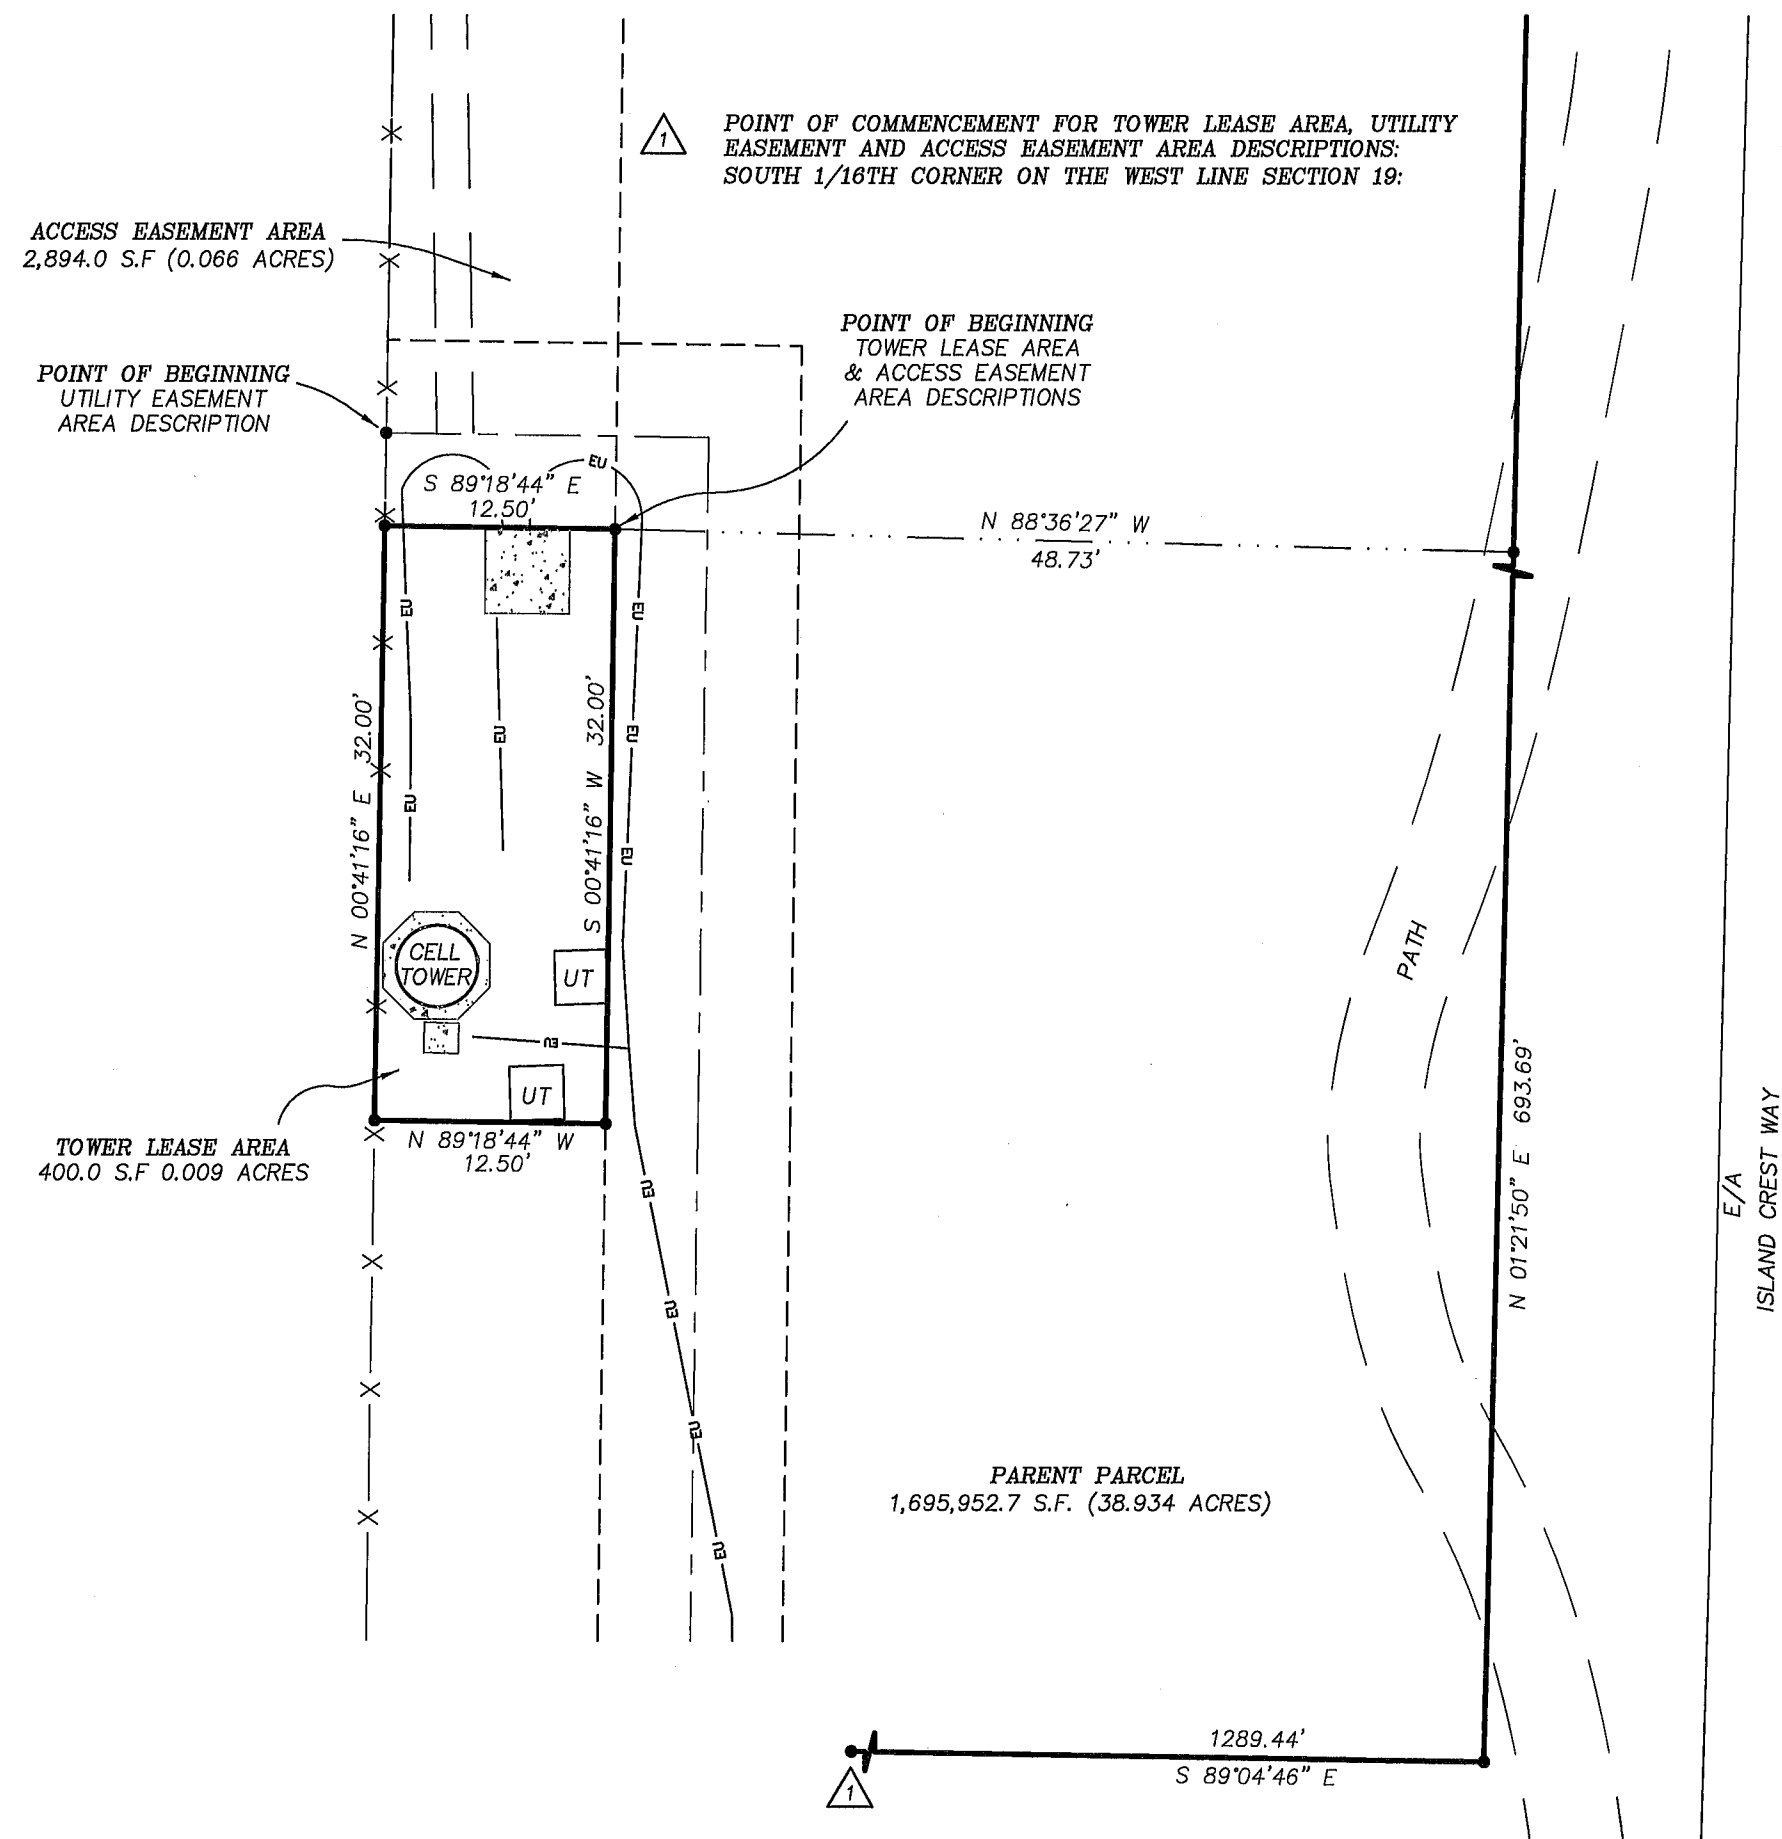 1
POINT OF COMMENCEMENT FOR TOWER LEASE AREA, UTILITY
EASEMENT AND ACCESS EASEMENT AREA DESCRIPTIONS:
SOUTH 1/16TH CORNER ON THE WEST LINE SECTION 19:
ACCESS EASEMENT AREA
2,894.0 S.F (0.066 ACRES)
POINT OF BEGINNING
TOWER LEASE AREA
& ACCESS EASEMENT
AREA DESCRIPTIONS
POINT OF BEGINNING
UTILITY EASEMENT
AREA DESCRIPTION
EU
S 89°18'44" E
12.50'
N 88°36'27" W
48.73'
EU
EU
EU
EU
EU
EU
N 00°41'16" E 32.00'
S 00°41'16" W 32.00'
CELL
TOWER
UT
EU
UT
PATH
TOWER LEASE AREA
400.0 S.F 0.009 ACRES
N 89°18'44" W
12.50'
EU
EU
EU
EU
N 01°21'50" E 693.69'
E/A
ISLAND CREST WAY
PARENT PARCEL
1,695,952.7 S.F. (38.934 ACRES)
1289.44'
S 89°04'46" E
1